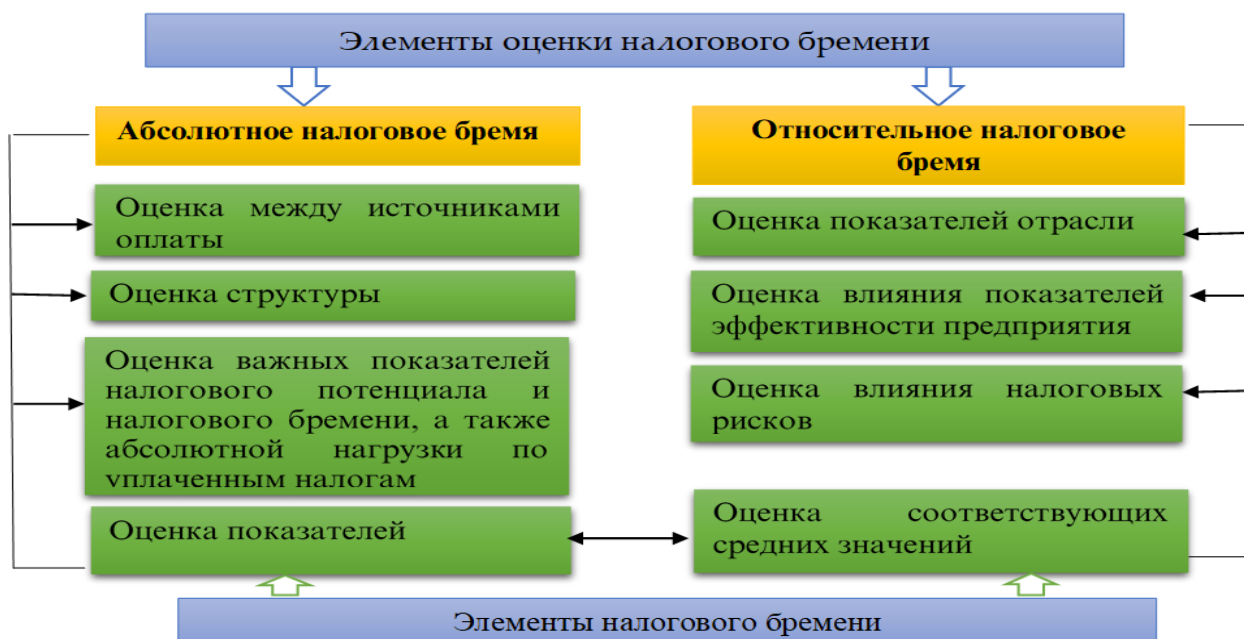 Элементы оценки налогового бремени
Абсолютное налоговое бремя
Оценка между источниками
оплаты
Оценка структуры
Оценка важных показателей
налогового потенциала и
налогового бремени, а также
абсолютной нагрузки по
уплаченным налогам
Оценка показателей
Относительное налоговое
бремя
Оценка показателей отрасли
Оценка влияния показателей
эффективности предприятия
Оценка влияния налоговых
рисков
Оценка соответствующих
средних значений
Элементы налогового бремени